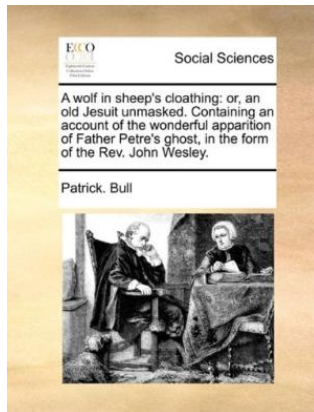 ECCO
Social Sciences
A wolf in sheep's cloathing: or, an
old Jesuit unmasked. Containing an
account of the wonderful apparition
of Father Petre's ghost, in the form
of the Rev. John Wesley.
Patrick. Bull